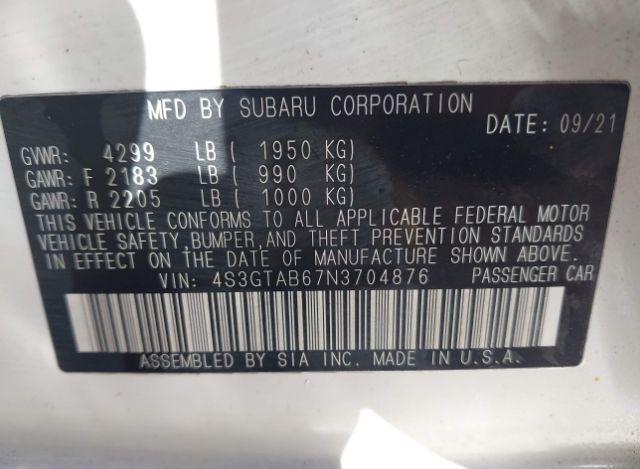 MFD BY SUBARU CORPORATION
DATE: 09/21
GVWR: 4299 LB ( 1950 KG)
GAWR: F 2183 LB ( 990 KG)
GAWR: R 2205 LB ( 1000 KG)
THIS VEHICLE CONFORMS TO ALL APPLICABLE FEDERAL MOTOR
VEHICLE SAFETY, BUMPER, AND THEFT PREVENTION STANDARDS
IN EFFECT ON THE DATE OF MANUFACTURE SHOWN ABOVE.
VIN: 4S3GTAB67N3704876 PASSENGER CAR
ASSEMBLED BY SIA INC. MADE IN U.S.A.